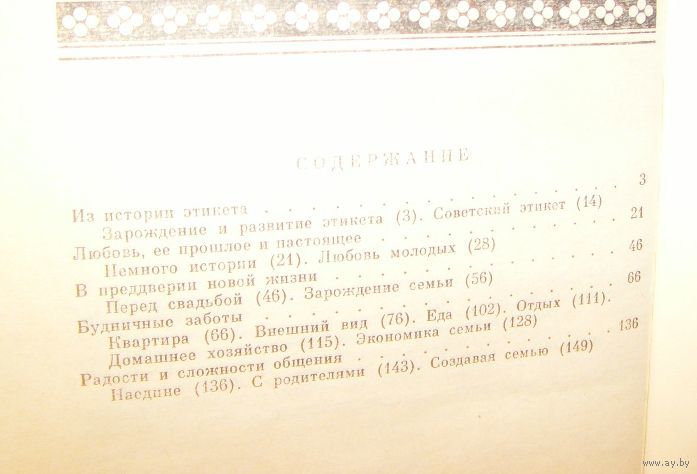 СОДЕРЖАНИЕ
Из истории этикета . . . . . . . . . . . . . . . 3
Зарождение и развитие этикета (3). Советский этикет (14)
Любовь, ее прошлое и настоящее . . . . . . . . . . 21
Немного истории (21). Любовь молодых (28)
В преддверии новой жизни . . . . . . . . . . . . 46
Перед свадьбой (46). Зарождение семьи (56)
Будничные заботы . . . . . . . . . . . . . . . 66
Квартира (66). Внешний вид (76). Еда (102). Отдых (111).
Домашнее хозяйство (115). Экономика семьи (128)
Радости и сложности общения . . . . . . . . . . . 136
Наедине (136). С родителями (143). Создавая семью (149)
www.ay.by